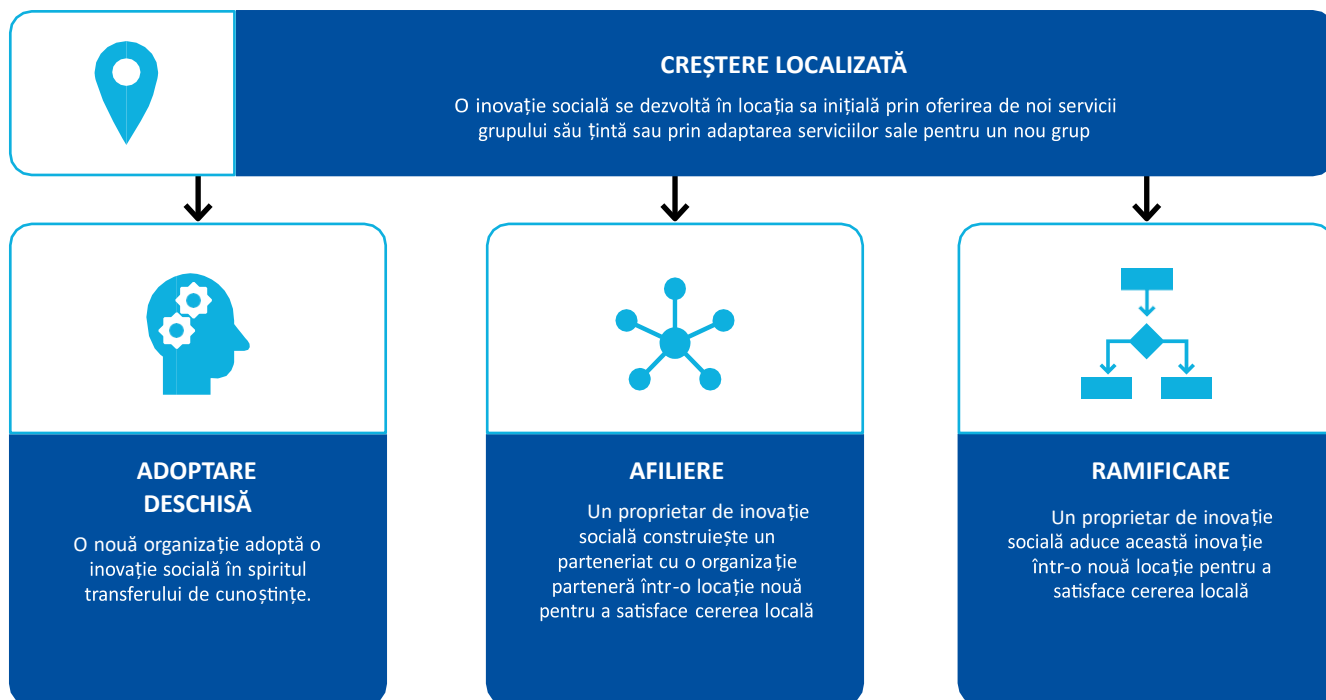 CREȘTERE LOCALIZATĂ
O inovație socială se dezvoltă în locația sa inițială prin oferirea de noi servicii
grupului său țintă sau prin adaptarea serviciilor sale pentru un nou grup
ADOPTARE
DESCHISĂ
O nouă organizație adoptă o
inovație socială în spiritul
transferului de cunoștințe.
AFILIERE
Un proprietar de inovație
socială construiește un
parteneriat cu o organizație
parteneră într-o locație nouă
pentru a satisface cererea locală
RAMIFICARE
Un proprietar de inovație
socială aduce această inovație
într-o nouă locație pentru a
satisface cererea locală